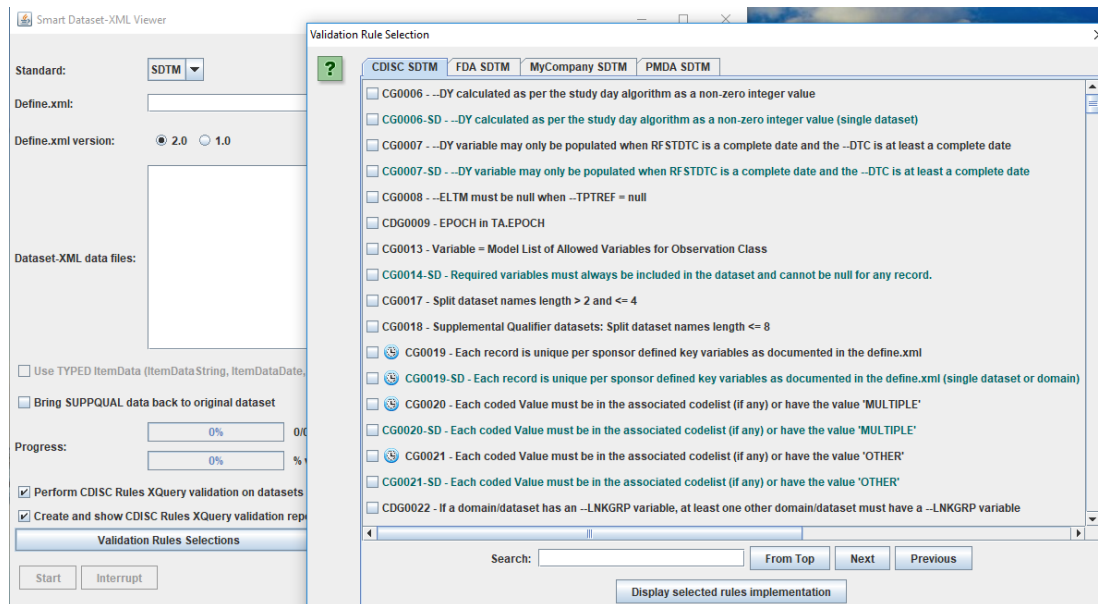 Smart Dataset-XML Viewer
Standard:
SDTM
Define.xml:
Define.xml version:
2.0
1.0
Dataset-XML data files:
Use TYPED ItemData (ItemDataString, ItemDataDate,
Bring SUPPQUAL data back to original dataset
Progress:
0%
0%
%
Perform CDISC Rules XQuery validation on datasets
Create and show CDISC Rules XQuery validation
Validation Rules Selections
Start
Interrupt
Validation Rule Selection
?
CDISC SDTM
FDA SDTM
MyCompany SDTM
PMDA SDTM
CG0006 - --DY calculated as per the study day algorithm as a non-zero integer value
CG0006-SD - --DY calculated as per the study day algorithm as a non-zero integer value (single dataset)
CG0007 - --DY variable may only be populated when RFSTDTC is a complete date and the --DTC is at least a complete date
CG0007-SD - --DY variable may only be populated when RFSTDTC is a complete date and the --DTC is at least a complete date
CG0008 - --ELTM must be null when --TPTREF = null
CDG0009 - EPOCH in TA.EPOCH
CG0013 - Variable = Model List of Allowed Variables for Observation Class
CG0014-SD - Required variables must always be included in the dataset and cannot be null for any record.
CG0017 - Split dataset names length > 2 and <= 4
CG0018 - Supplemental Qualifier datasets: Split dataset names length <= 8
CG0019 - Each record is unique per sponsor defined key variables as documented in the define.xml
CG0019-SD - Each record is unique per sponsor defined key variables as documented in the define.xml (single dataset or domain)
CG0020 - Each coded Value must be in the associated codelist (if any) or have the value 'MULTIPLE'
CG0020-SD - Each coded Value must be in the associated codelist (if any) or have the value 'MULTIPLE'
CG0021 - Each coded Value must be in the associated codelist (if any) or have the value 'OTHER'
CG0021-SD - Each coded Value must be in the associated codelist (if any) or have the value 'OTHER'
CDG0022 - If a domain/dataset has an --LNKGRP variable, at least one other domain/dataset must have a --LNKGRP variable
Search:
From Top
Next
Previous
Display selected rules implementation